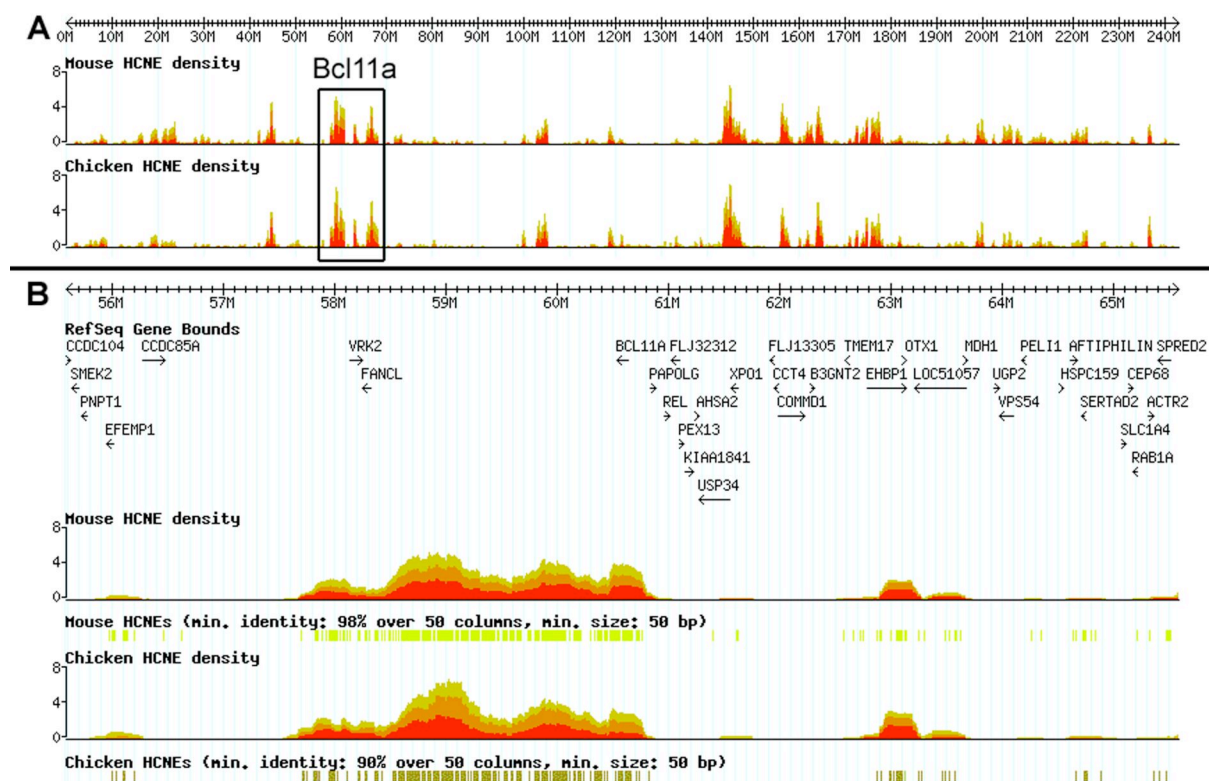 A
0M 10M 20M 30M 40M 50M 60M 70M 80M 90M 100M 110M 120M 130M 140M 150M 160M 170M 180M 190M 200M 210M 220M 230M 240M
Mouse HCNE density
8
4
0
Bcl11a
Chicken HCNE density
8
4
0
B
56M 57M 58M 59M 60M 61M 62M 63M 64M 65M
RefSeq Gene Bounds
CCDC104 CCDC85A VRK2 BCL11A FLJ32312 FLJ13305 TMEM17 OTX1 MDH1 PELI1 AFTIPHILIN SPRED2
SMEK2 FANCL PAPOLG XPO1 CCT4 B3GNT2 EHBP1 LOC51057 UGP2 HSPC159 CEP68
PNPT1 REL AHSA2 COMMD1 VPS54 SERTAD2 ACTR2
EFEMP1 PEX13 SLC1A4
KIAA1841 RAB1A
USP34
Mouse HCNE density
8
4
0
Mouse HCNEs (min. identity: 98% over 50 columns, min. size: 50 bp)
Chicken HCNE density
8
4
0
Chicken HCNEs (min. identity: 90% over 50 columns, min. size: 50 bp)